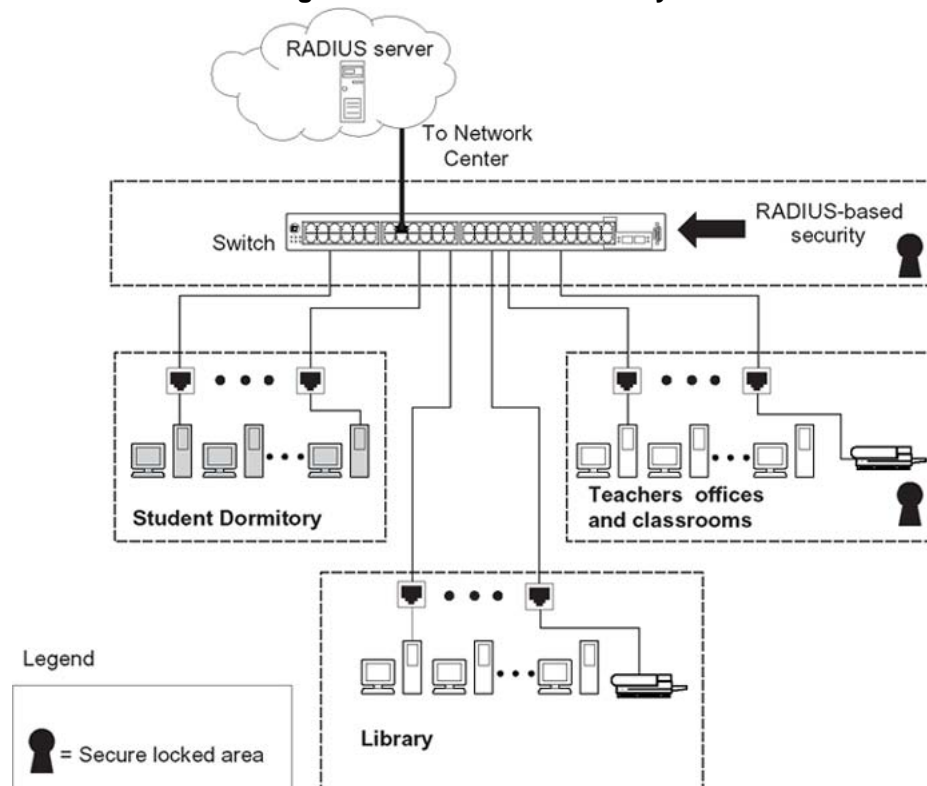 RADIUS server
To Network
Center
RADIUS-based
security
Switch
Student Dormitory
Teachers offices
and classrooms
Library
Legend
= Secure locked area